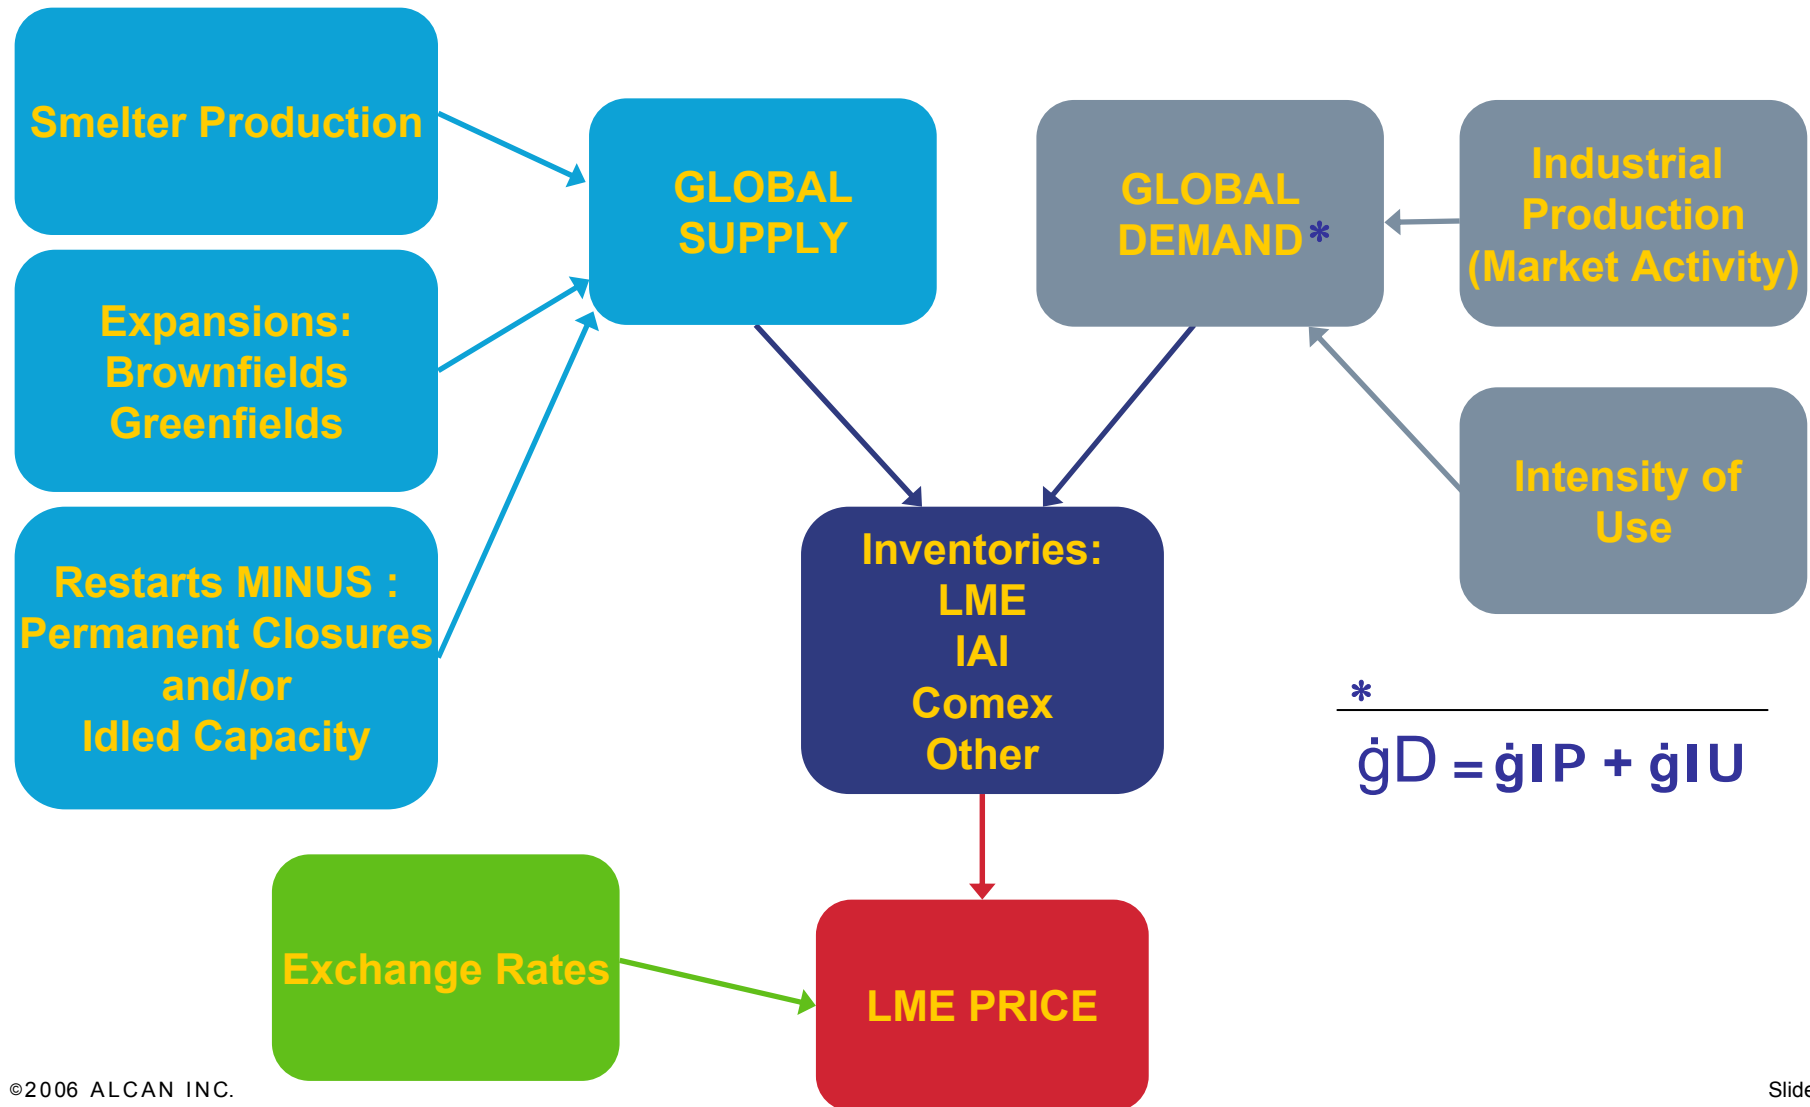 Smelter Production
Expansions:
Brownfields
Greenfields
Restarts MINUS :
Permanent Closures
and/or
Idled Capacity
GLOBAL
SUPPLY
GLOBAL
DEMAND*
Industrial
Production
(Market Activity)
Intensity of
Use
Inventories:
LME
IAI
Comex
Other
*
ġD = ġIP + ġIU
Exchange Rates
LME PRICE
©2006 ALCAN INC.
Slide